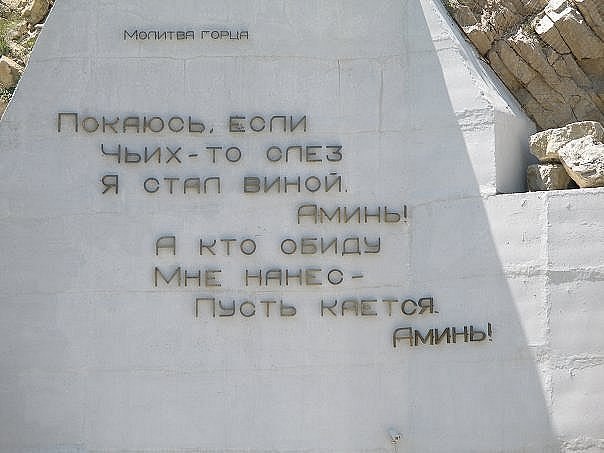 Молитва горца
Покаюсь, если
Чьих-то слез
Я стал виной.
Аминь!
А кто обиду
Мне нанес-
Пусть кается.
Аминь!